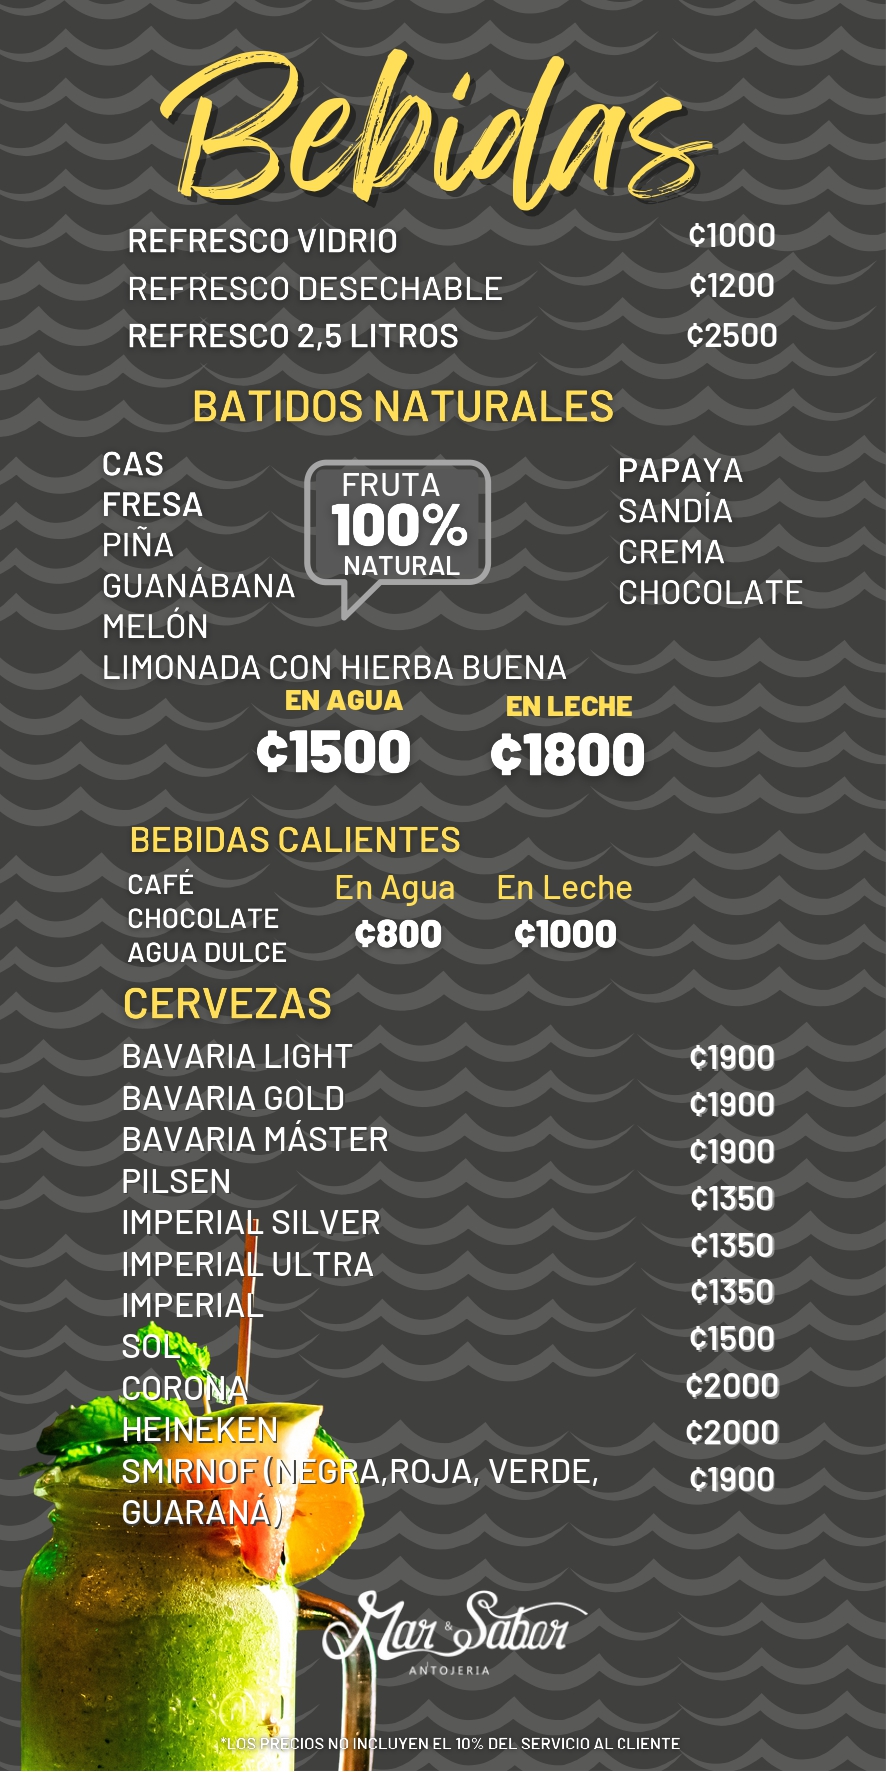 Bebidas
REFRESCO VIDRIO ₵1000
REFRESCO DESECHABLE ₵1200
REFRESCO 2,5 LITROS ₵2500
BATIDOS NATURALES
CAS
FRESA
PIÑA
GUANÁBANA
MELÓN
LIMONADA CON HIERBA BUENA
FRUTA
100%
NATURAL
PAPAYA
SANDÍA
CREMA
CHOCOLATE
EN AGUA EN LECHE
₵1500 ₵1800
BEBIDAS CALIENTES
CAFÉ
CHOCOLATE
AGUA DULCE
En Agua En Leche
₵800 ₵1000
CERVEZAS
BAVARIA LIGHT
BAVARIA GOLD
BAVARIA MÁSTER
PILSEN
IMPERIAL SILVER
IMPERIAL ULTRA
IMPERIAL
SOL
CORONA
HEINEKEN
SMIRNOF (NEGRA,ROJA, VERDE,
GUARANÁ)
₵1900
₵1900
₵1900
₵1350
₵1350
₵1350
₵1500
₵2000
₵2000
₵1900
Mar & Sabor
ANTOJERIA
*LOS PRECIOS NO INCLUYEN EL 10% DEL SERVICIO AL CLIENTE